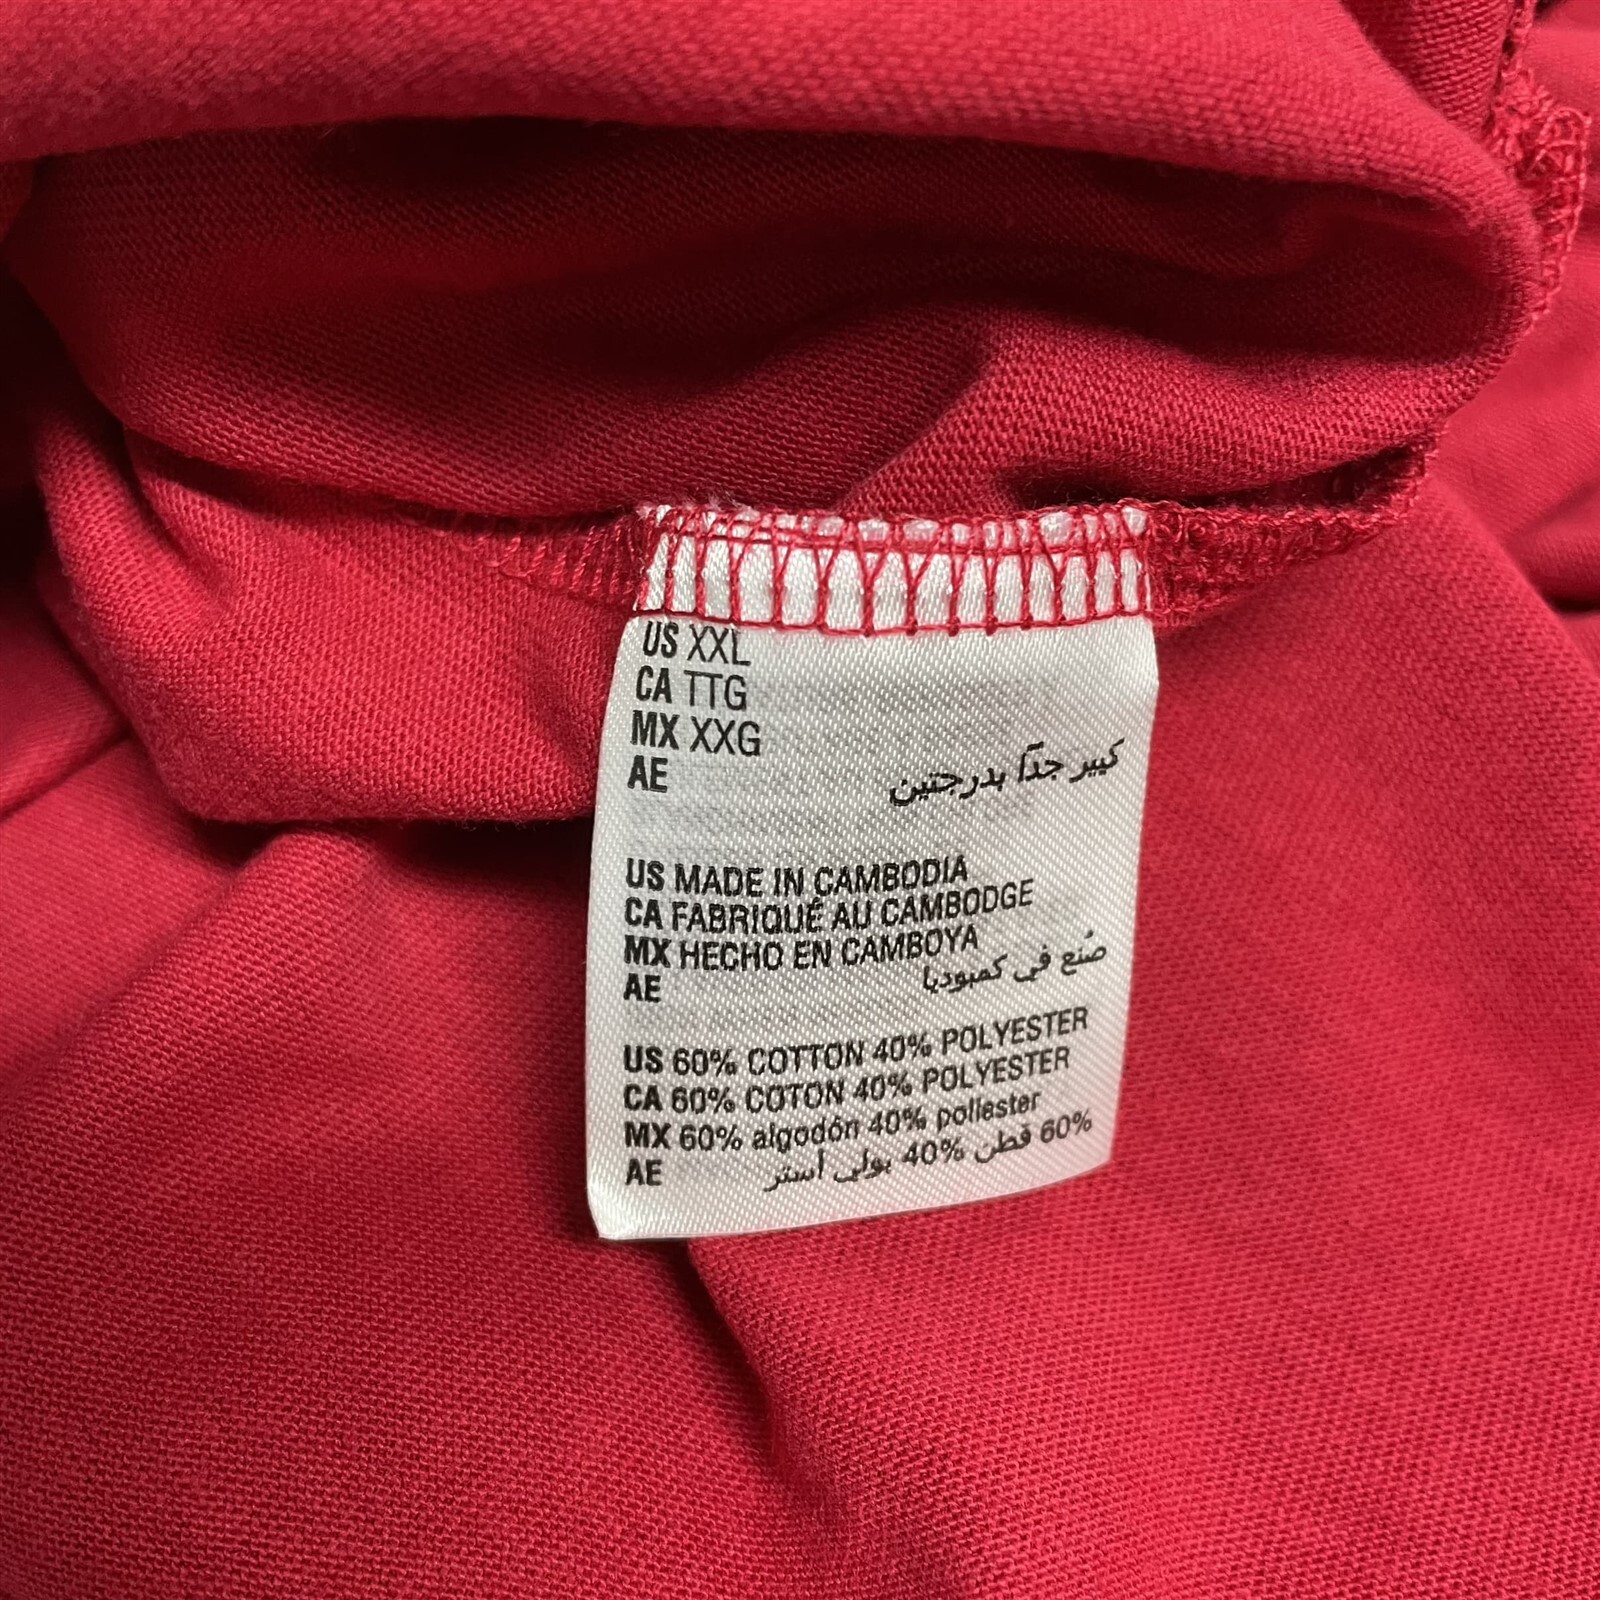 US XXL
CA TTG
MX XXG
AE كبير جدًا بدرجتين
US MADE IN CAMBODIA
CA FABRIQUÉ AU CAMBODGE
MX HECHO EN CAMBOYA
AE صُنع في كمبوديا
US 60% COTTON 40% POLYESTER
CA 60% COTON 40% POLYESTER
MX 60% algodón 40% poliester
AE 60% قطن 40% بولي أستر